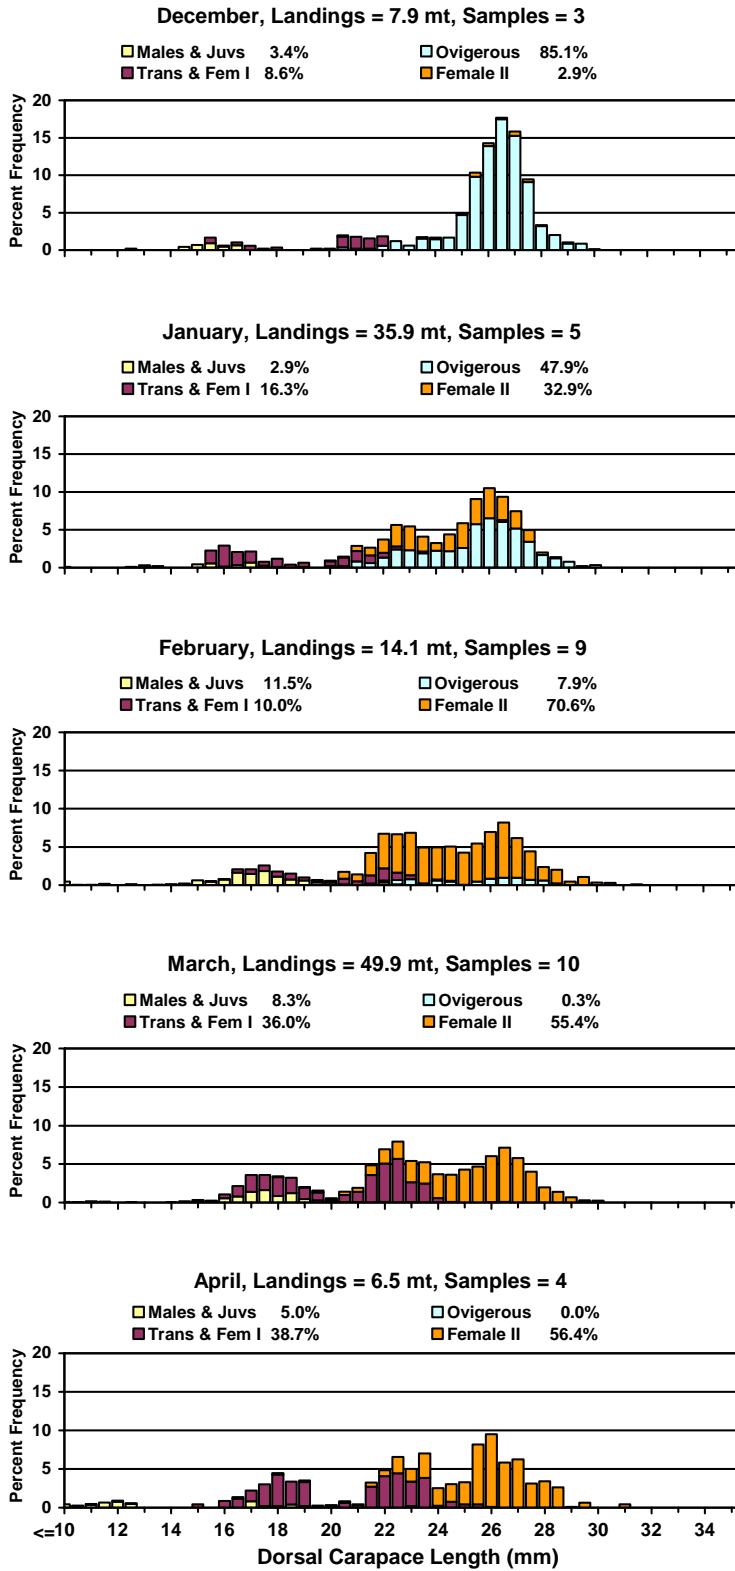 December, Landings = 7.9 mt, Samples = 3
Males & Juvs 3.4% Ovigerous 85.1%
Trans & Fem I 8.6% Female II 2.9%
Percent Frequency
20
15
10
5
0
January, Landings = 35.9 mt, Samples = 5
Males & Juvs 2.9% Ovigerous 47.9%
Trans & Fem I 16.3% Female II 32.9%
Percent Frequency
20
15
10
5
0
February, Landings = 14.1 mt, Samples = 9
Males & Juvs 11.5% Ovigerous 7.9%
Trans & Fem I 10.0% Female II 70.6%
Percent Frequency
20
15
10
5
0
March, Landings = 49.9 mt, Samples = 10
Males & Juvs 8.3% Ovigerous 0.3%
Trans & Fem I 36.0% Female II 55.4%
Percent Frequency
20
15
10
5
0
April, Landings = 6.5 mt, Samples = 4
Males & Juvs 5.0% Ovigerous 0.0%
Trans & Fem I 38.7% Female II 56.4%
Percent Frequency
20
15
10
5
0
<=10 12 14 16 18 20 22 24 26 28 30 32 34
Dorsal Carapace Length (mm)